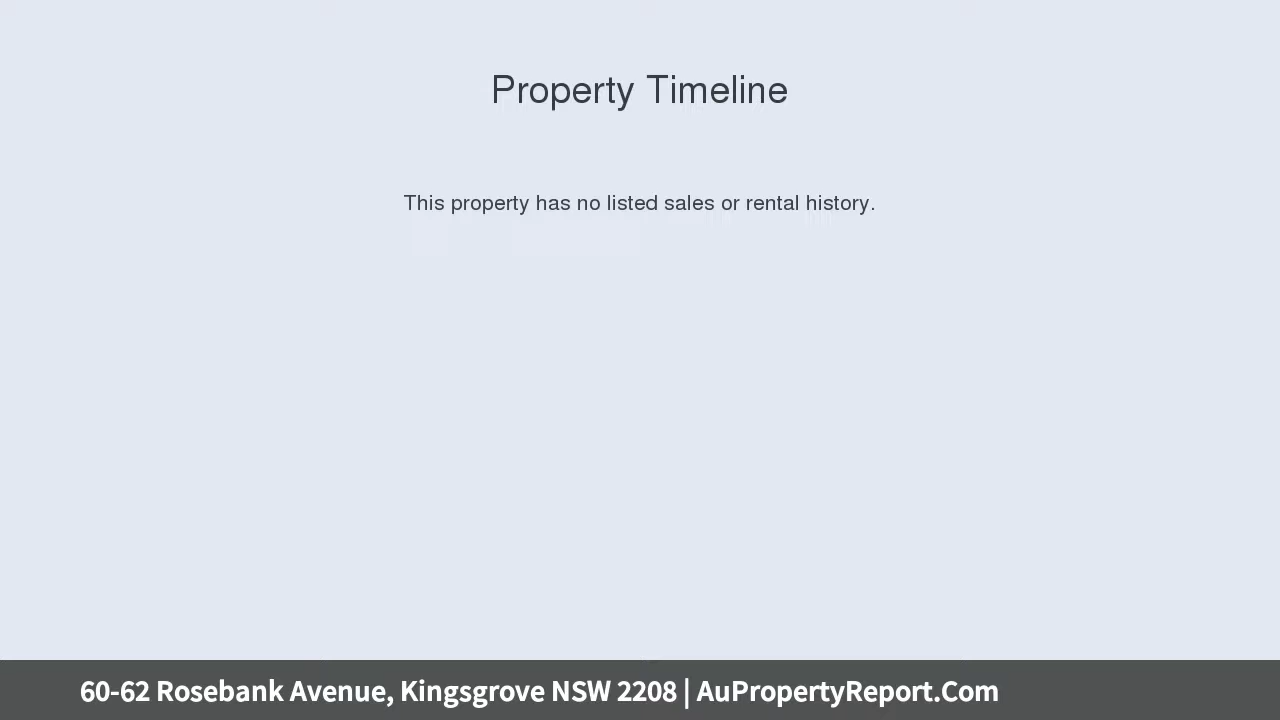 Property Timeline
This property has no listed sales or rental history.
60-62 Rosebank Avenue, Kingsgrove NSW 2208 | AuPropertyReport.Com